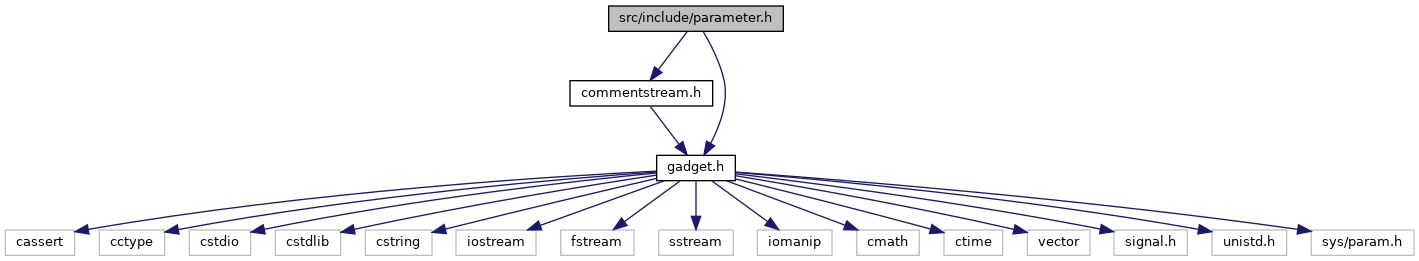 src/include/parameter.h
commentstream.h
gadget.h
cassert
cctype
cstdio
cstdlib
cstring
iostream
fstream
sstream
iomanip
cmath
ctime
vector
signal.h
unistd.h
sys/param.h